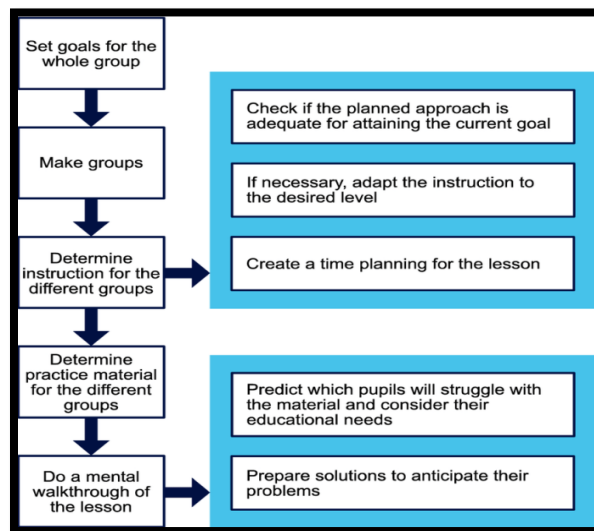 Set goals for the
whole group
Make groups
Determine
instruction for the
different groups
Check if the planned approach is
adequate for attaining the current goal
If necessary, adapt the instruction to
the desired level
Create a time planning for the lesson
Determine
practice material for
the different
groups
Do a mental
walkthrough of
the lesson
Predict which pupils will struggle with
the material and consider their
educational needs
Prepare solutions to anticipate their
problems